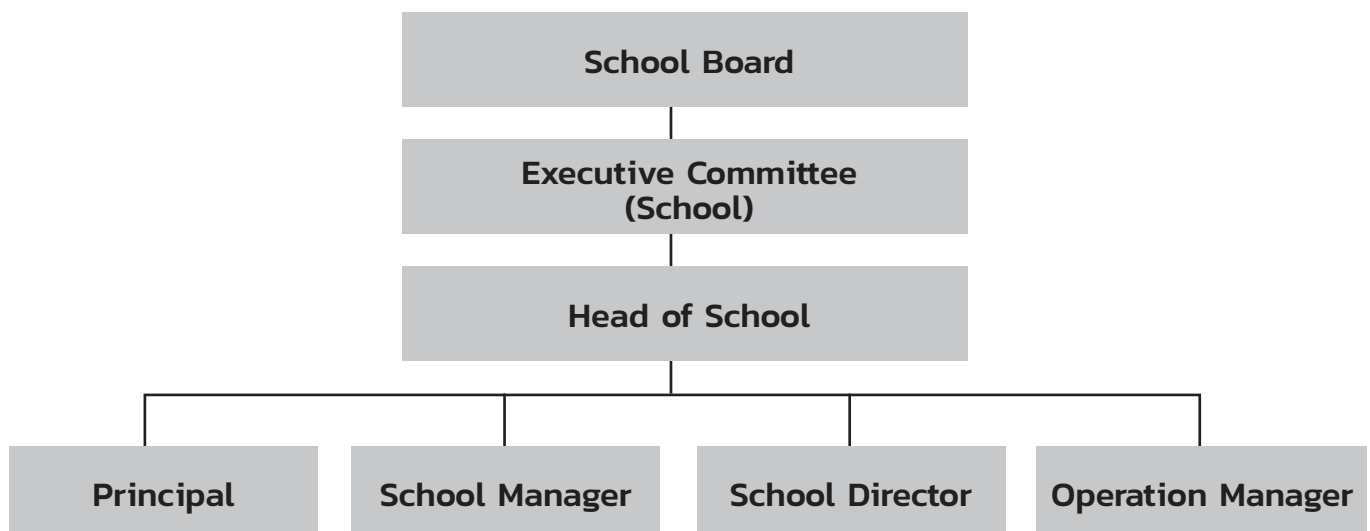 School Board
Executive Committee
(School)
Head of School
Principal
School Manager
School Director
Operation Manager